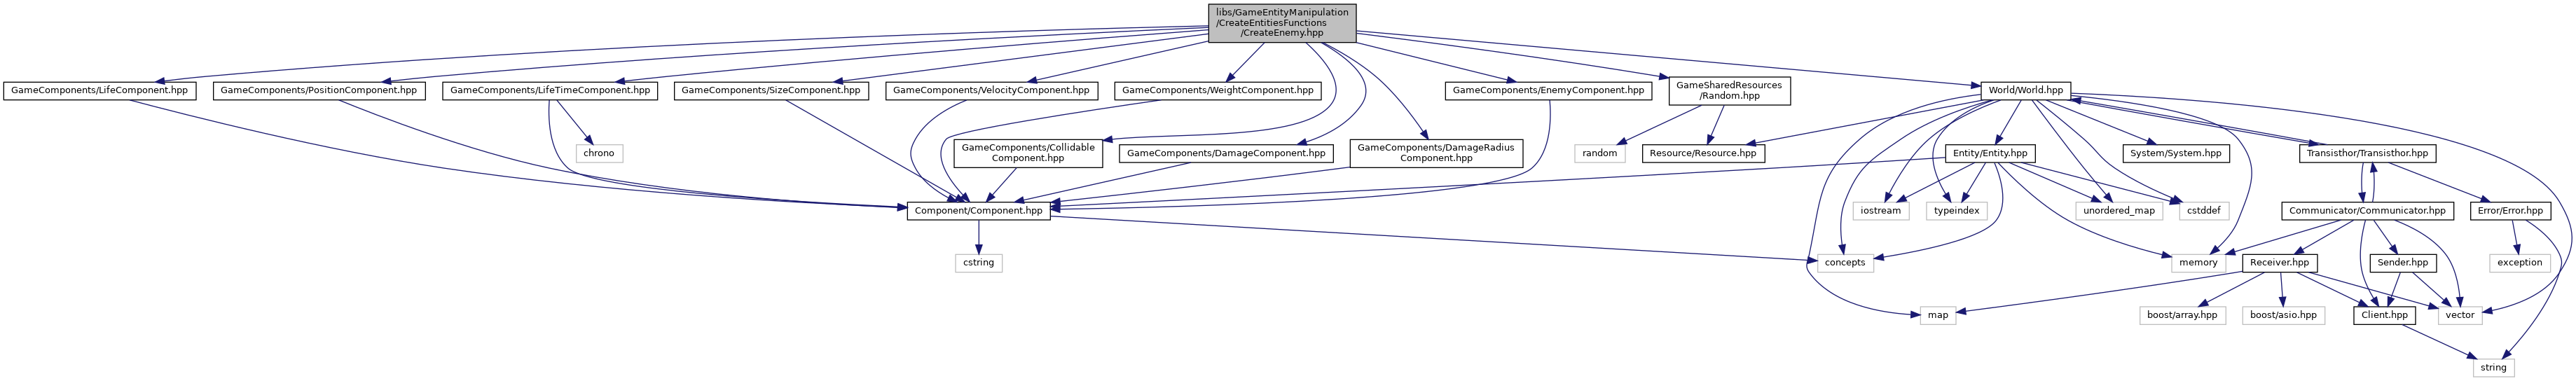 libs/GameEntityManipulation
/CreateEntitiesFunctions
/CreateEnemy.hpp
GameComponents/LifeComponent.hpp
GameComponents/PositionComponent.hpp
GameComponents/LifeTimeComponent.hpp
GameComponents/SizeComponent.hpp
GameComponents/VelocityComponent.hpp
GameComponents/WeightComponent.hpp
GameComponents/EnemyComponent.hpp
GameSharedResources
/Random.hpp
World/World.hpp
chrono
GameComponents/Collidable
Component.hpp
GameComponents/DamageComponent.hpp
GameComponents/DamageRadius
Component.hpp
random
Resource/Resource.hpp
Entity/Entity.hpp
System/System.hpp
Transisthor/Transisthor.hpp
Component/Component.hpp
iostream
typeindex
unordered_map
cstddef
Communicator/Communicator.hpp
Error/Error.hpp
cstring
concepts
memory
Receiver.hpp
Sender.hpp
exception
map
boost/array.hpp
boost/asio.hpp
Client.hpp
vector
string